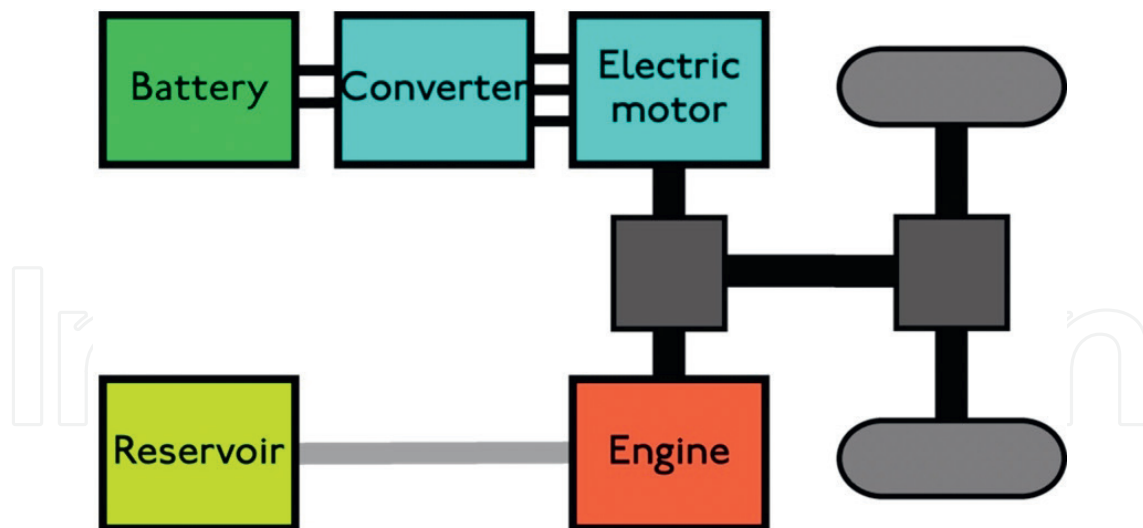 Battery
Converter
Electric
motor
Reservoir
Engine